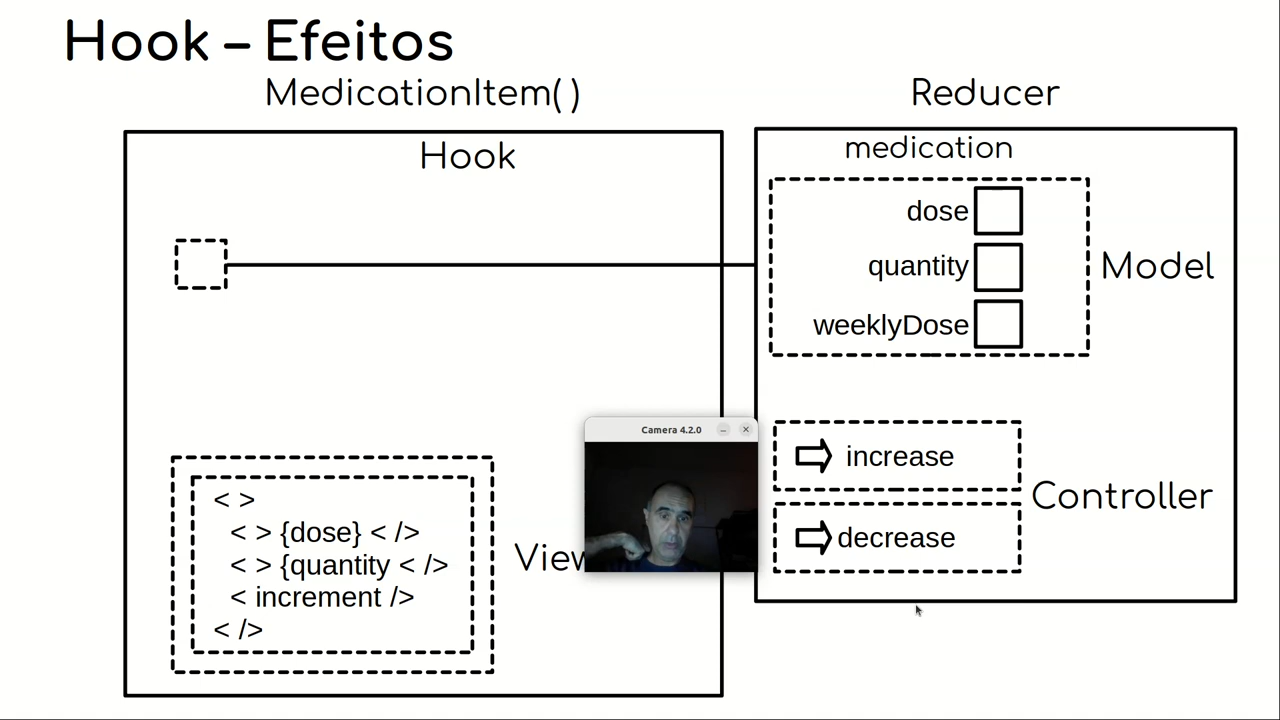 Hook – Efeitos
MedicationItem( )
Hook
< >
< > {dose} < />
< > {quantity < />
< increment />
< />
View
Camera 4.2.0
Reducer
medication
dose
quantity
weeklyDose
Model
increase
decrease
Controller